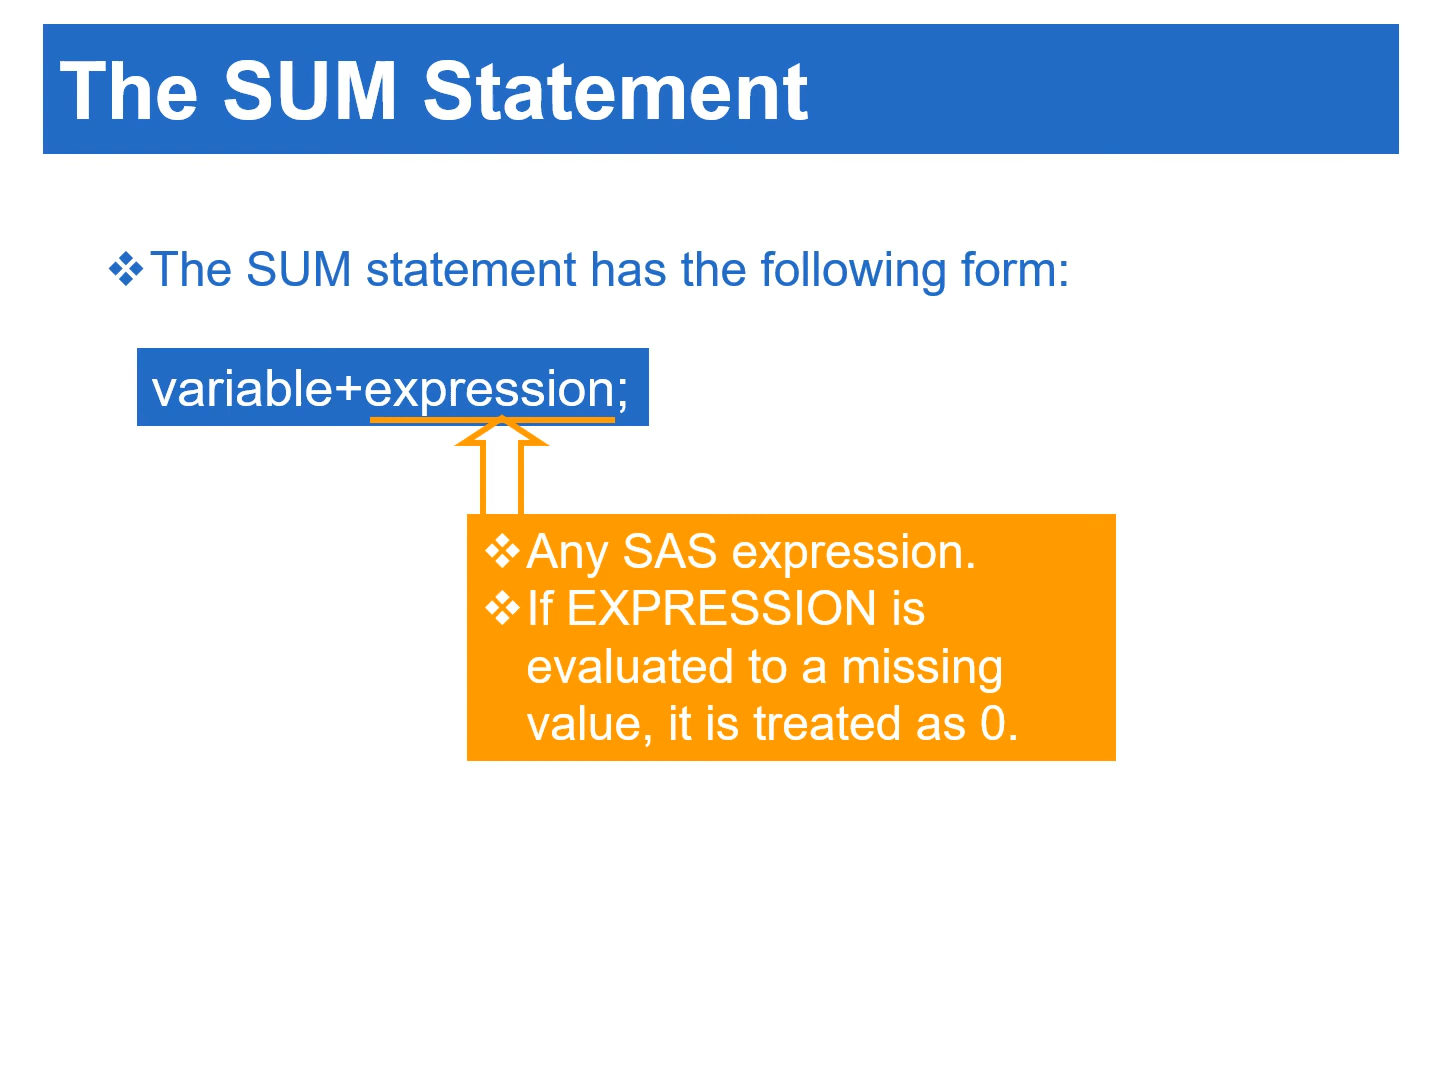 The SUM Statement
❖The SUM statement has the following form:
variable+expression;
❖Any SAS expression.
❖If EXPRESSION is
evaluated to a missing
value, it is treated as 0.